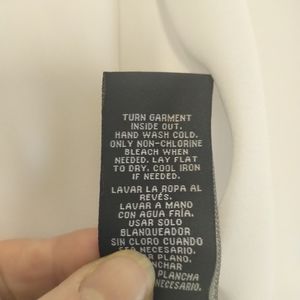 TURN GARMENT
INSIDE OUT.
HAND WASH COLD.
ONLY NON-CHLORINE
BLEACH WHEN
NEEDED. LAY FLAT
TO DRY. COOL IRON
IF NEEDED.
LAVAR LA ROPA AL
REVÉS.
LAVAR A MANO
CON AGUA FRÍA.
USAR SOLO
BLANQUEADOR
SIN CLORO CUANDO
SEA NECESARIO.
PLANO.
PLANCHA
NECESARIO.